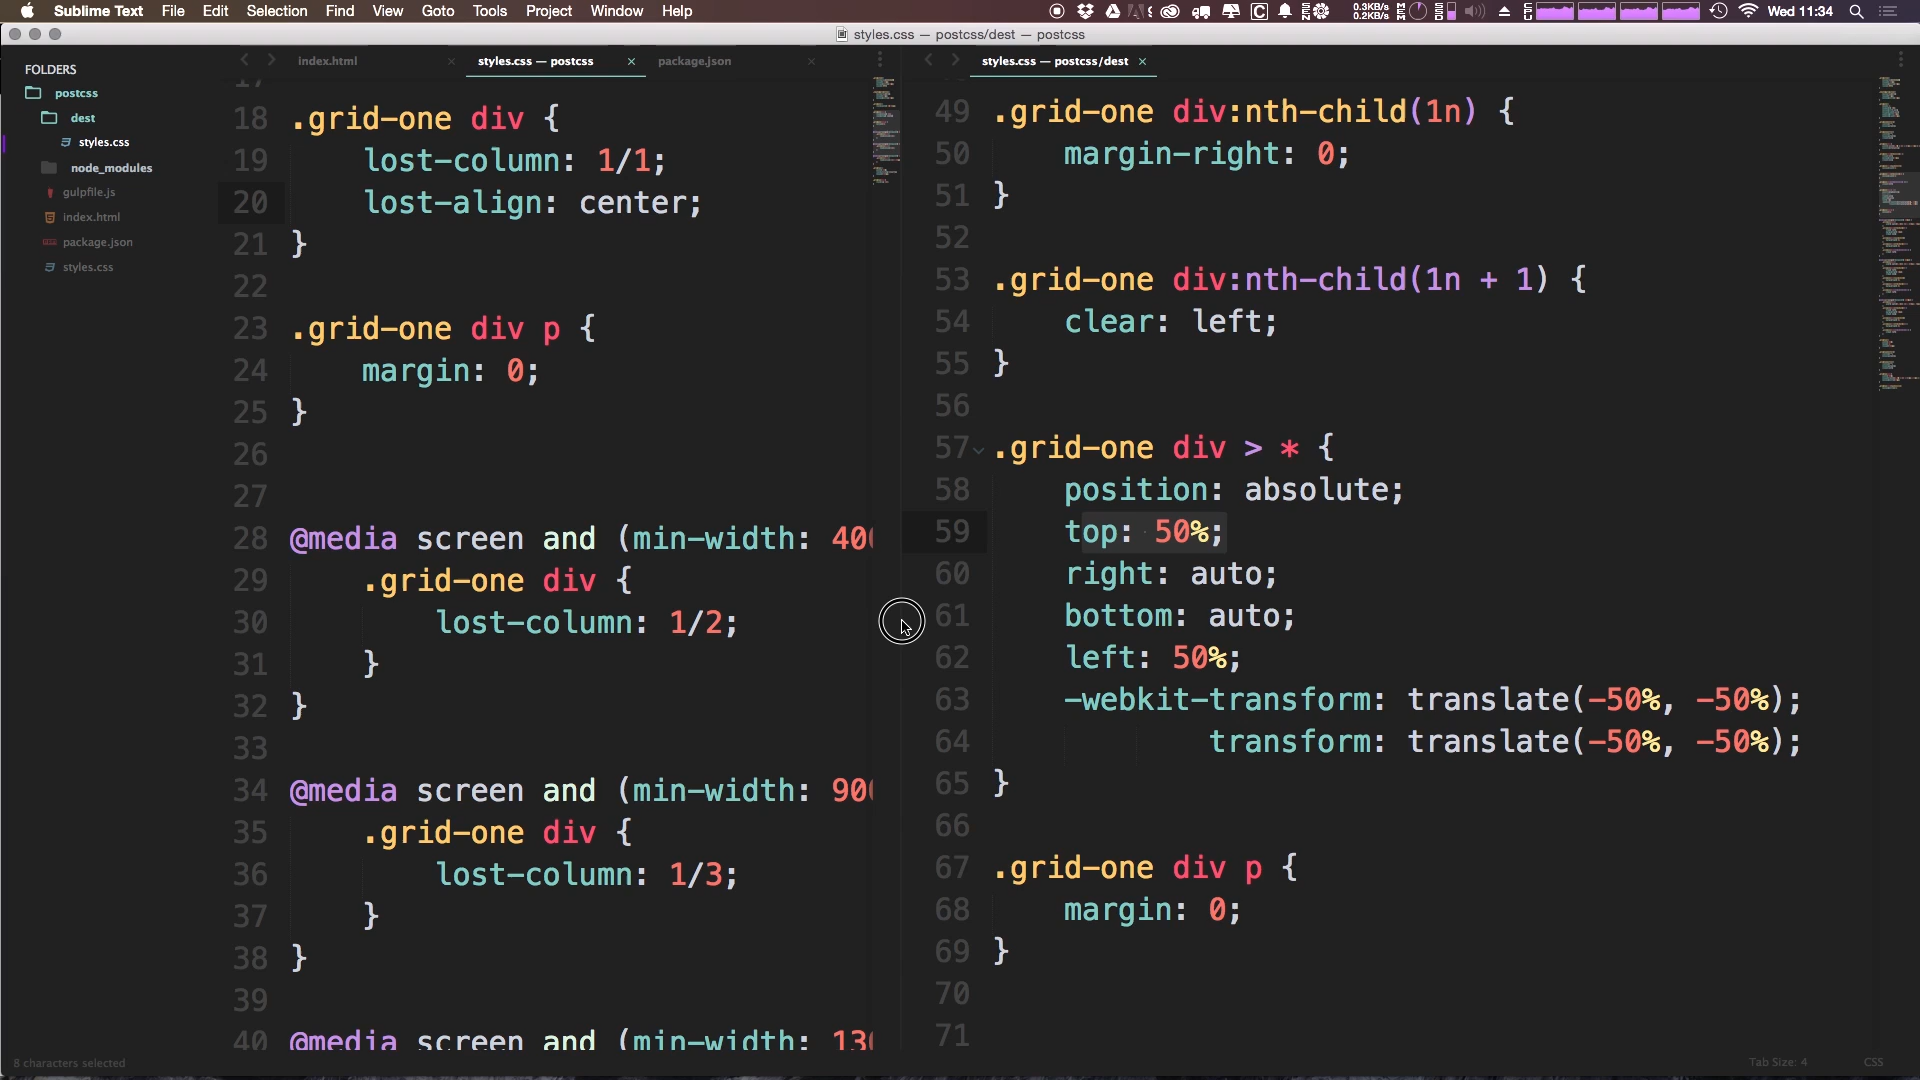 Sublime Text File Edit Selection Find View Goto Tools Project Window Help
0.3KB/s
0.2KB/s
Wed 11:34
styles.css — postcss/dest — postcss
FOLDERS
postcss
dest
styles.css
node_modules
gulpfile.js
index.html
package.json
styles.css
index.html
styles.css — postcss
package.json
18 .grid-one div {
19 lost-column: 1/1;
20 lost-align: center;
21 }
22
23 .grid-one div p {
24 margin: 0;
25 }
26
27
28 @media screen and (min-width: 40
29 .grid-one div {
30 lost-column: 1/2;
31 }
32 }
33
34 @media screen and (min-width: 90
35 .grid-one div {
36 lost-column: 1/3;
37 }
38 }
39
40 @media screen and (min-width: 13
styles.css — postcss/dest
49 .grid-one div:nth-child(1n) {
50 margin-right: 0;
51 }
52
53 .grid-one div:nth-child(1n + 1) {
54 clear: left;
55 }
56
57 .grid-one div > * {
58 position: absolute;
59 top: 50%;
60 right: auto;
61 bottom: auto;
62 left: 50%;
63 -webkit-transform: translate(-50%, -50%);
64 transform: translate(-50%, -50%);
65 }
66
67 .grid-one div p {
68 margin: 0;
69 }
70
71
8 characters selected
Tab Size: 4
CSS